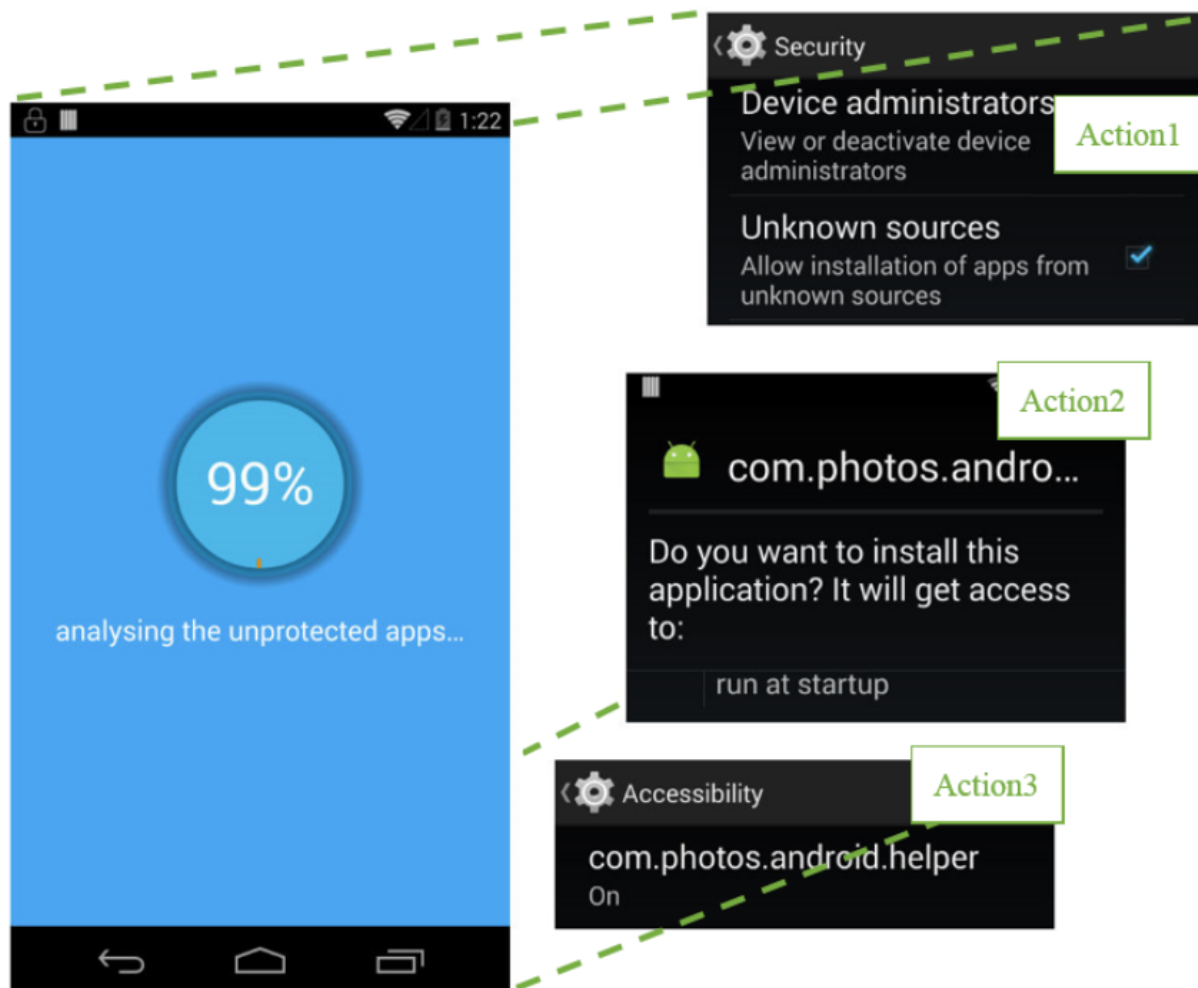 1:22
99%
analysing the unprotected apps...
Security
Device administrators
View or deactivate device
administrators
Action1
Unknown sources
Allow installation of apps from
unknown sources
Action2
com.photos.andro...
Do you want to install this
application? It will get access
to:
run at startup
Accessibility
Action3
com.photos.android.helper
On